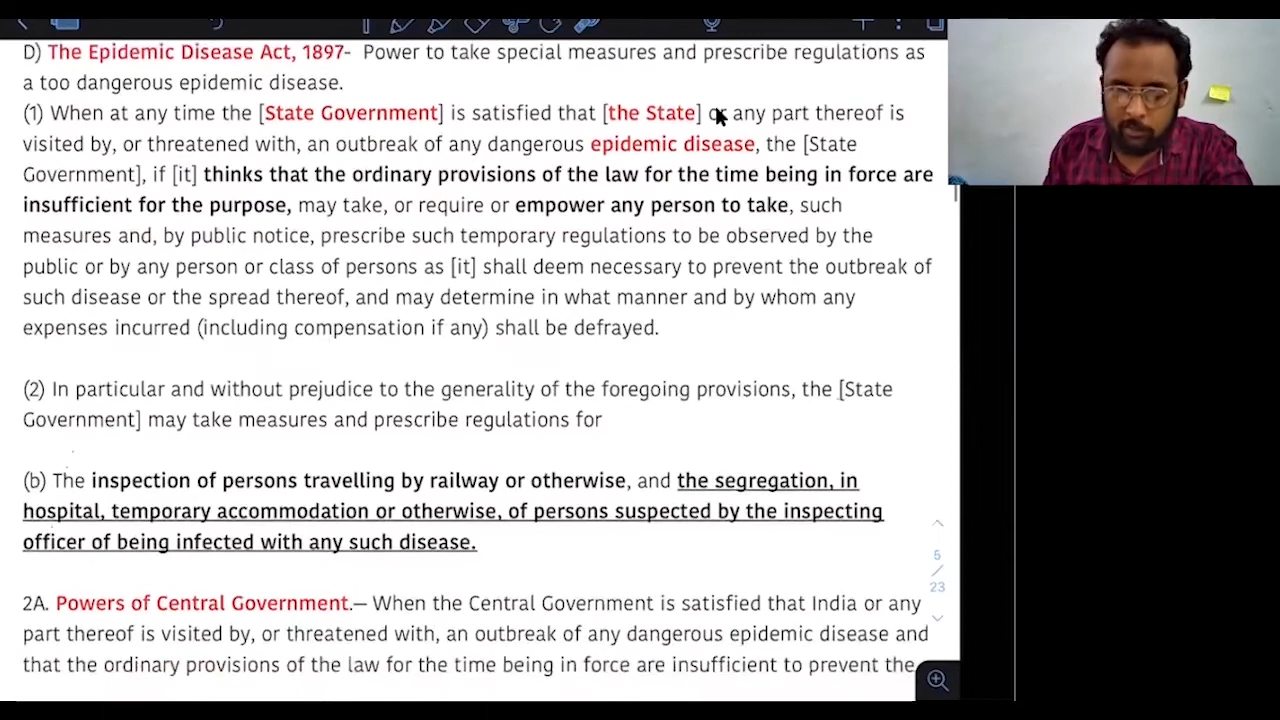 D) The Epidemic Disease Act, 1897- Power to take special measures and prescribe regulations as
a too dangerous epidemic disease.
(1) When at any time the [State Government] is satisfied that [the State] or any part thereof is
visited by, or threatened with, an outbreak of any dangerous epidemic disease, the [State
Government], if [it] thinks that the ordinary provisions of the law for the time being in force are
insufficient for the purpose, may take, or require or empower any person to take, such
measures and, by public notice, prescribe such temporary regulations to be observed by the
public or by any person or class of persons as [it] shall deem necessary to prevent the outbreak of
such disease or the spread thereof, and may determine in what manner and by whom any
expenses incurred (including compensation if any) shall be defrayed.
(2) In particular and without prejudice to the generality of the foregoing provisions, the [State
Government] may take measures and prescribe regulations for
(b) The inspection of persons travelling by railway or otherwise, and the segregation, in
hospital, temporary accommodation or otherwise, of persons suspected by the inspecting
officer of being infected with any such disease.
5
/
23
2A. Powers of Central Government.— When the Central Government is satisfied that India or any
part thereof is visited by, or threatened with, an outbreak of any dangerous epidemic disease and
that the ordinary provisions of the law for the time being in force are insufficient to prevent the